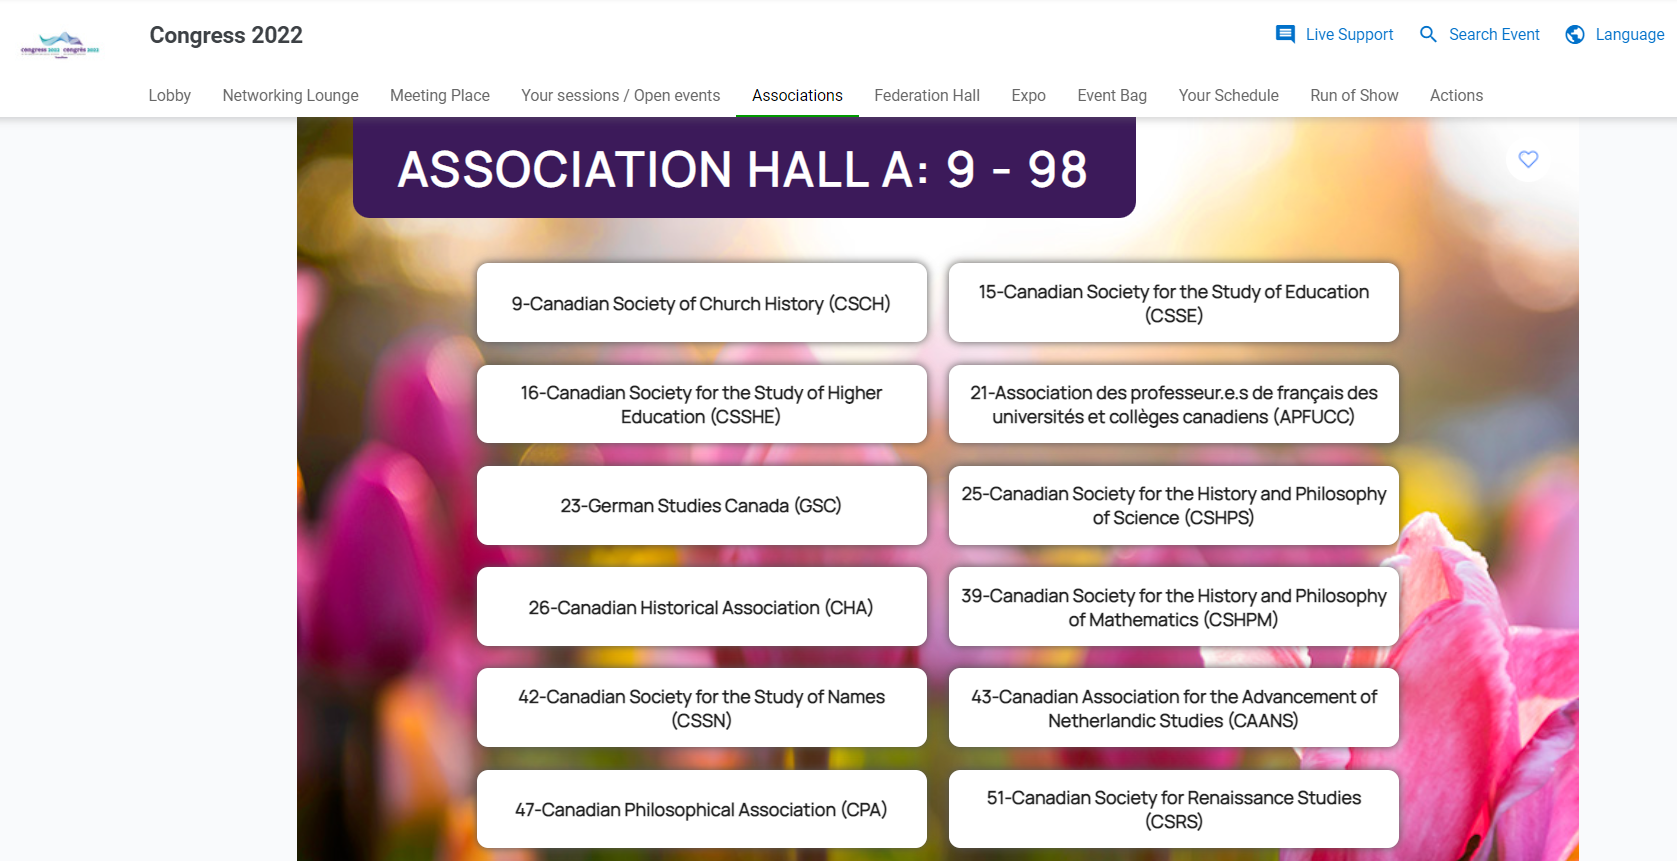 congress 2022 congrès 2022
Congress 2022
Live Support
Search Event
Language
Lobby
Networking Lounge
Meeting Place
Your sessions / Open events
Associations
Federation Hall
Expo
Event Bag
Your Schedule
Run of Show
Actions
ASSOCIATION HALL A: 9 - 98
9-Canadian Society of Church History (CSCH)
15-Canadian Society for the Study of Education
(CSSE)
16-Canadian Society for the Study of Higher
Education (CSSHE)
21-Association des professeur.e.s de français des
universités et collèges canadiens (APFUCC)
23-German Studies Canada (GSC)
25-Canadian Society for the History and Philosophy
of Science (CSHPS)
26-Canadian Historical Association (CHA)
39-Canadian Society for the History and Philosophy
of Mathematics (CSHPM)
42-Canadian Society for the Study of Names
(CSSN)
43-Canadian Association for the Advancement of
Netherlandic Studies (CAANS)
47-Canadian Philosophical Association (CPA)
51-Canadian Society for Renaissance Studies
(CSRS)